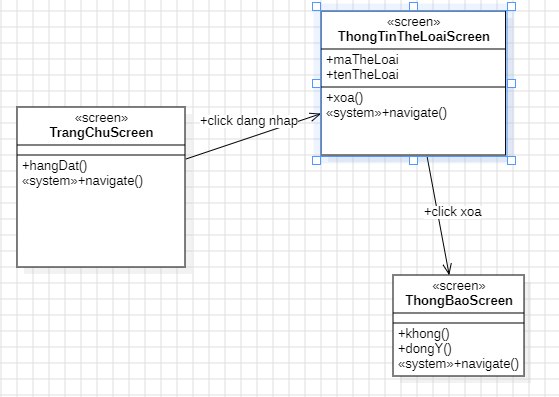 «screen»
ThongTinTheLoaiScreen
+maTheLoai
+tenTheLoai
+xoa()
«system»+navigate()
«screen»
TrangChuScreen
+hangDat()
«system»+navigate()
+click dang nhap
+click xoa
«screen»
ThongBaoScreen
+khong()
+dongY()
«system»+navigate()